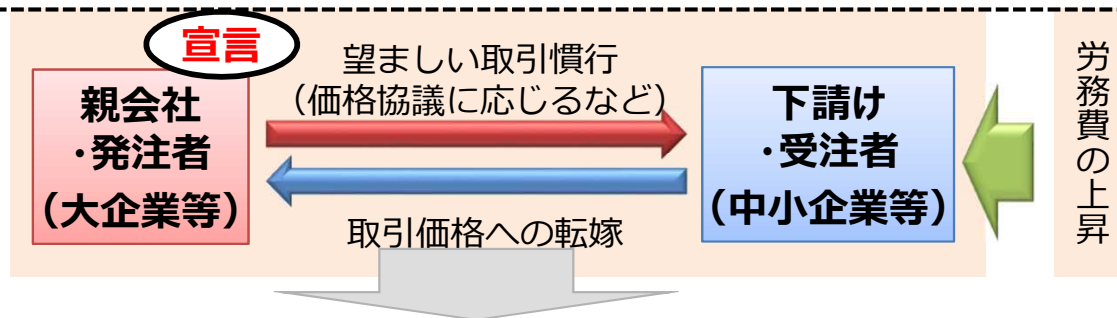 宣言
望ましい取引慣行
（価格協議に応じるなど）
親会社
・発注者
（大企業等）
下請け
・受注者
（中小企業等）
取引価格への転嫁
労務費の上昇